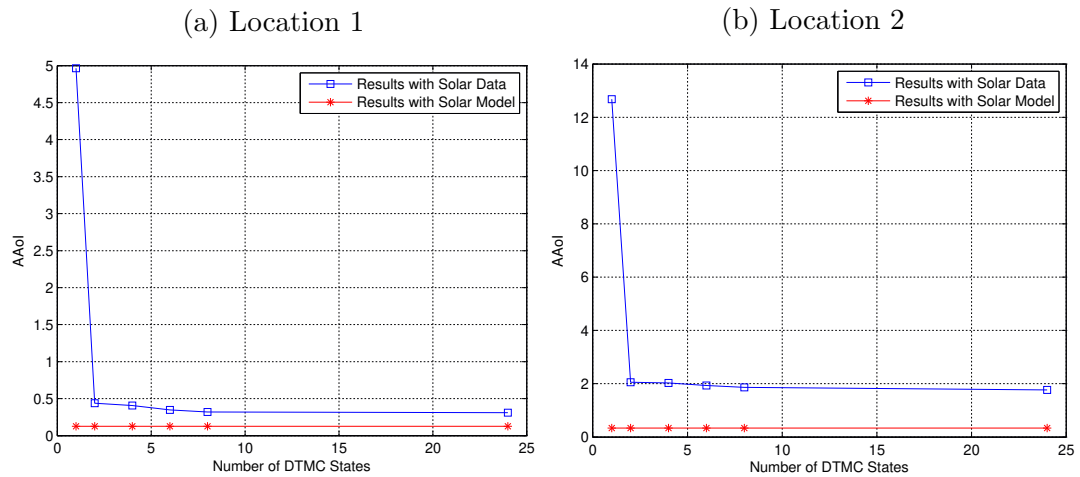 (a) Location 1
5
4.5
4
3.5
3
2.5
2
1.5
1
0.5
0
AAoI
Results with Solar Data
Results with Solar Model
0 5 10 15 20 25
Number of DTMC States
(b) Location 2
14
12
10
8
6
4
2
0
AAoI
Results with Solar Data
Results with Solar Model
0 5 10 15 20 25
Number of DTMC States